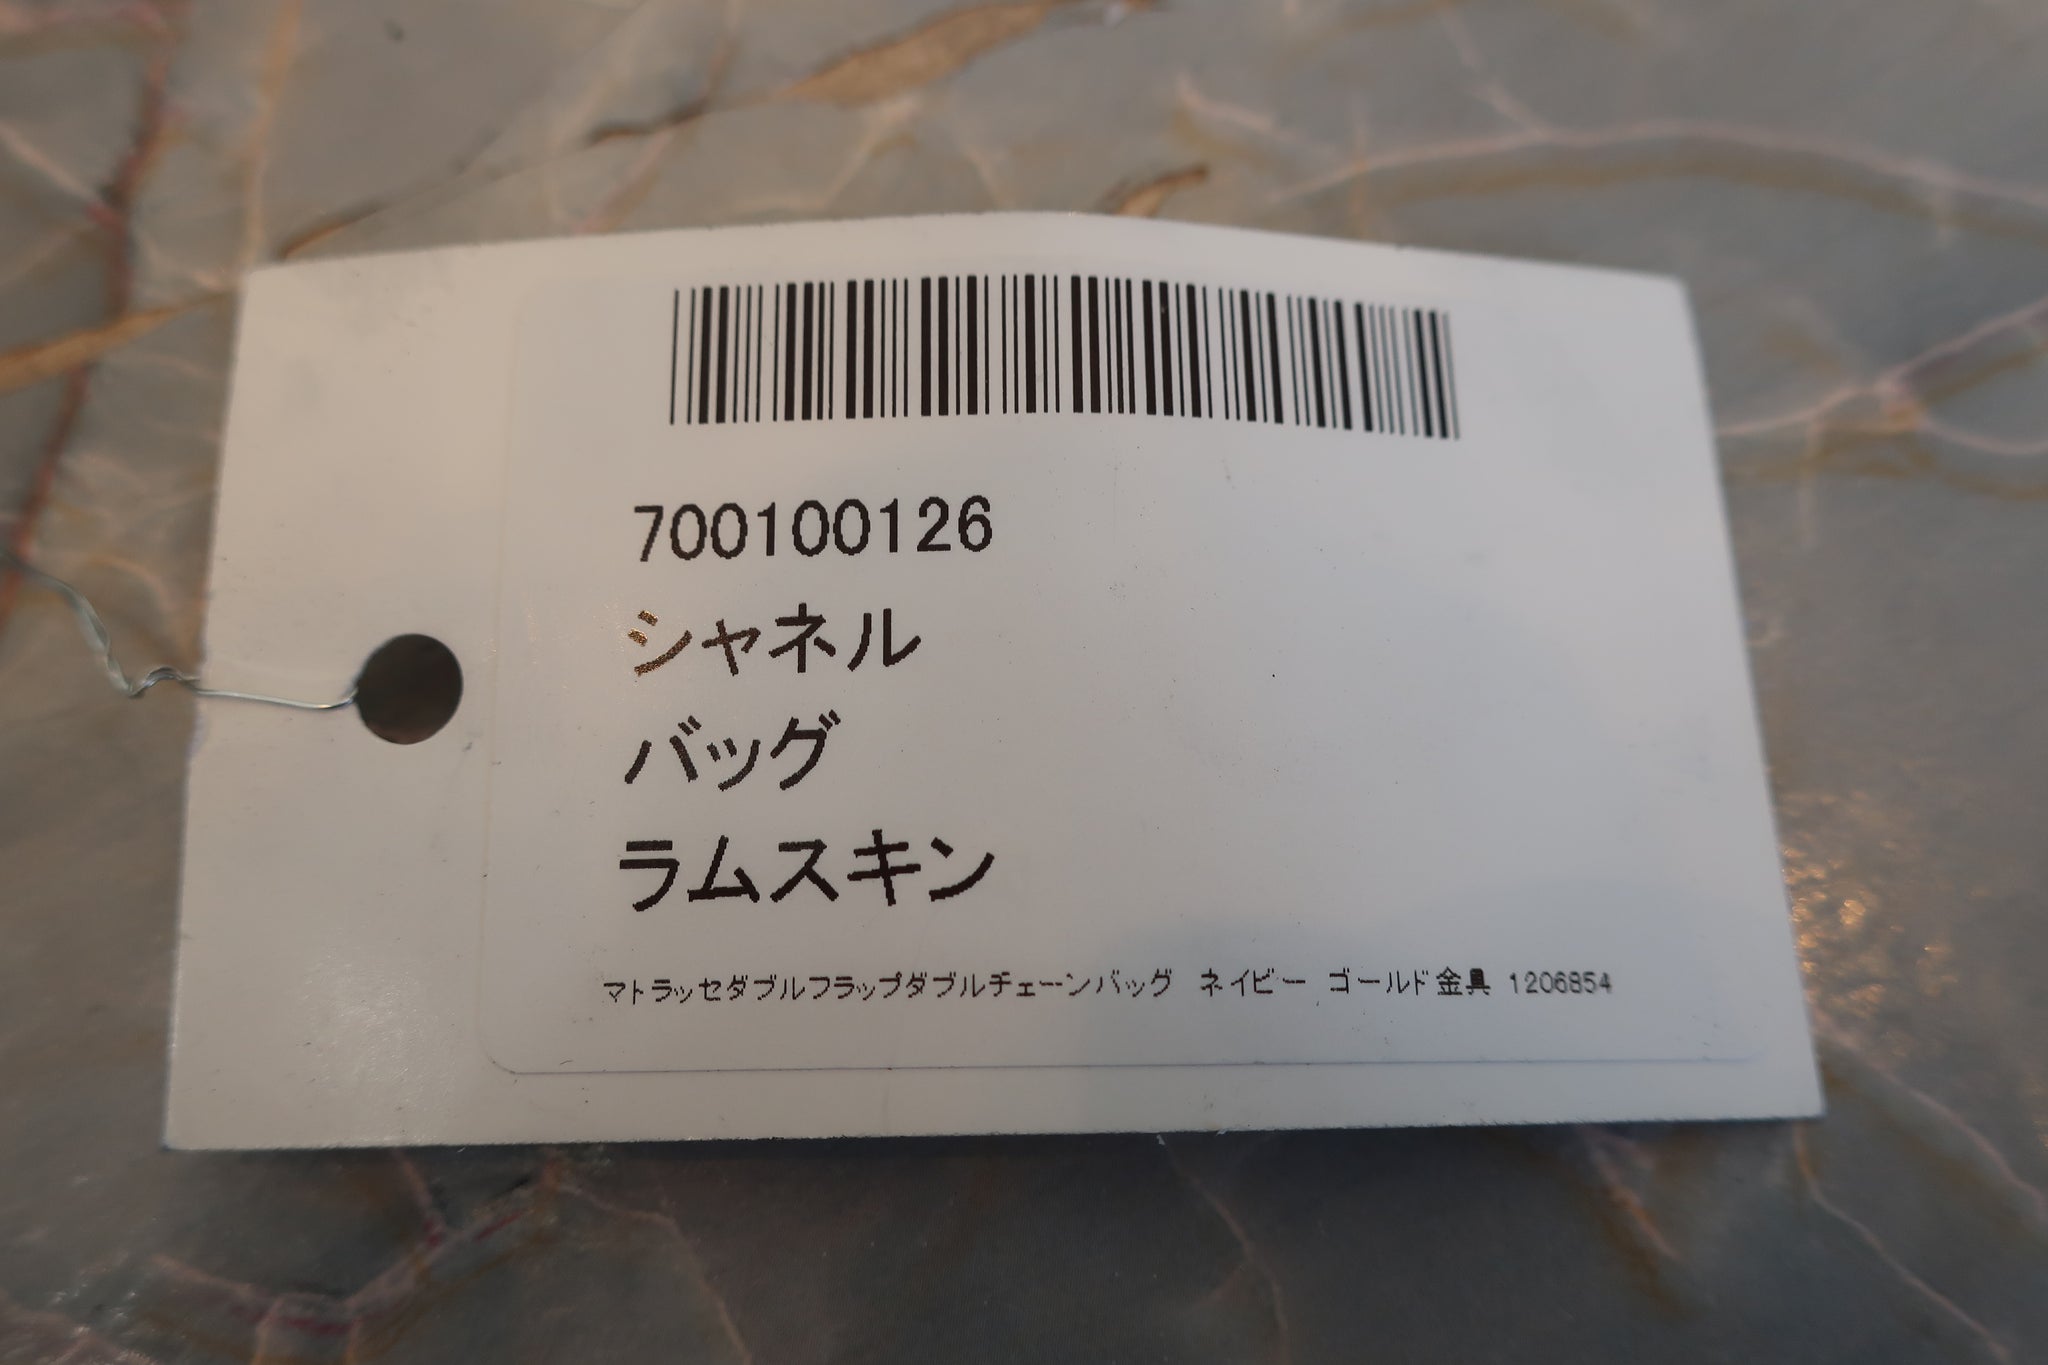 700100126
シャネル
バッグ
ラムスキン
マトラッセダブルフラップダブルチェーンバッグ ネイビー ゴールド金具 1206854